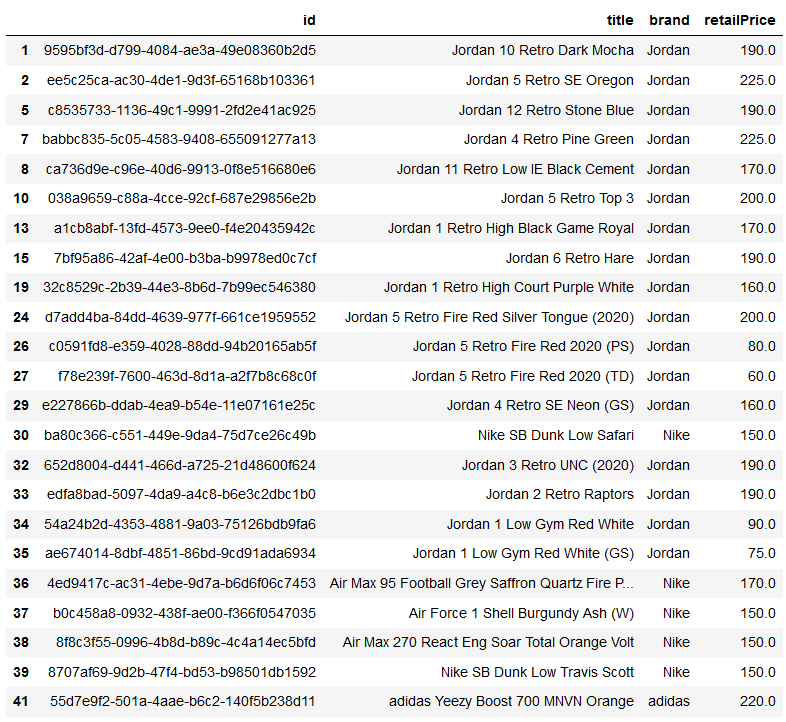 id title brand retailPrice
1 9595bf3d-d799-4084-ae3a-49e08360b2d5 Jordan 10 Retro Dark Mocha Jordan 190.0
2 ee5c25ca-ac30-4de1-9d3f-65168b103361 Jordan 5 Retro SE Oregon Jordan 225.0
5 c8535733-1136-49c1-9991-2fd2e41ac925 Jordan 12 Retro Stone Blue Jordan 190.0
7 babbc835-5c05-4583-9408-655091277a13 Jordan 4 Retro Pine Green Jordan 225.0
8 ca736d9e-c96e-40d6-9913-0f8e516680e6 Jordan 11 Retro Low IE Black Cement Jordan 170.0
10 038a9659-c88a-4cce-92cf-687e29856e2b Jordan 5 Retro Top 3 Jordan 200.0
13 a1cb8abf-13fd-4573-9ee0-f4e20435942c Jordan 1 Retro High Black Game Royal Jordan 170.0
15 7bf95a86-42af-4e00-b3ba-b9978ed0c7cf Jordan 6 Retro Hare Jordan 190.0
19 32c8529c-2b39-44e3-8b6d-7b99ec546380 Jordan 1 Retro High Court Purple White Jordan 160.0
24 d7add4ba-84dd-4639-977f-661ce1959552 Jordan 5 Retro Fire Red Silver Tongue (2020) Jordan 200.0
26 c0591fd8-e359-4028-88dd-94b20165ab5f Jordan 5 Retro Fire Red 2020 (PS) Jordan 80.0
27 f78e239f-7600-463d-8d1a-a2f7b8c68c0f Jordan 5 Retro Fire Red 2020 (TD) Jordan 60.0
29 e227866b-ddab-4ea9-b54e-11e07161e25c Jordan 4 Retro SE Neon (GS) Jordan 160.0
30 ba80c366-c551-449e-9da4-75d7ce26c49b Nike SB Dunk Low Safari Nike 150.0
32 652d8004-d441-466d-a725-21d48600f624 Jordan 3 Retro UNC (2020) Jordan 190.0
33 edfa8bad-5097-4da9-a4c8-b6e3c2dbc1b0 Jordan 2 Retro Raptors Jordan 190.0
34 54a24b2d-4353-4881-9a03-75126bdb9fa6 Jordan 1 Low Gym Red White Jordan 90.0
35 ae674014-8dbf-4851-86bd-9cd91ada6934 Jordan 1 Low Gym Red White (GS) Jordan 75.0
36 4ed9417c-ac31-4ebe-9d7a-b6d6f06c7453 Air Max 95 Football Grey Saffron Quartz Fire P... Nike 170.0
37 b0c458a8-0932-438f-ae00-f366f0547035 Air Force 1 Shell Burgundy Ash (W) Nike 150.0
38 8f8c3f55-0996-4b8d-b89c-4c4a14ec5bfd Air Max 270 React Eng Soar Total Orange Volt Nike 150.0
39 8707af69-9d2b-47f4-bd53-b98501db1592 Nike SB Dunk Low Travis Scott Nike 150.0
41 55d7e9f2-501a-4aae-b6c2-140f5b238d11 adidas Yeezy Boost 700 MNVN Orange adidas 220.0